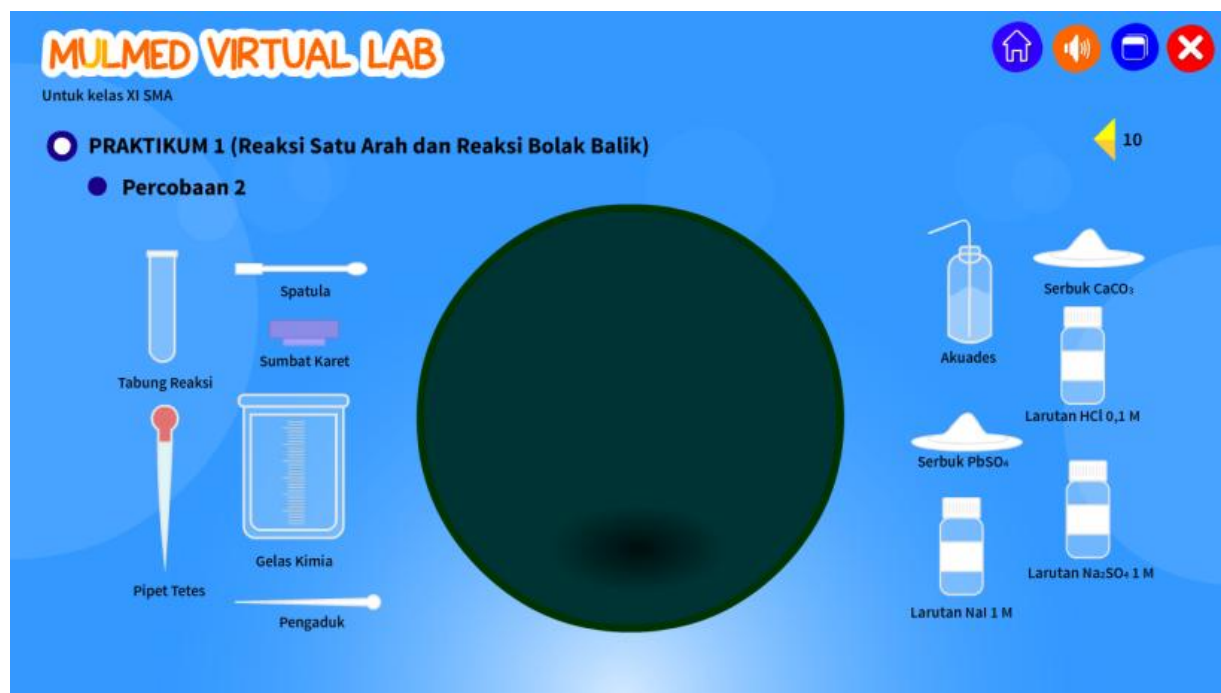 MULMED VIRTUAL LAB
Untuk kelas XI SMA
PRAKTIKUM 1 (Reaksi Satu Arah dan Reaksi Bolak Balik)
10
Percobaan 2
Spatula
Sumbat Karet
Tabung Reaksi
Gelas Kimia
Pipet Tetes
Pengaduk
Serbuk CaCO₃
Akuades
Larutan HCl 0,1 M
Serbuk PbSO₄
Larutan Na₂SO₄ 1 M
Larutan NaI 1 M